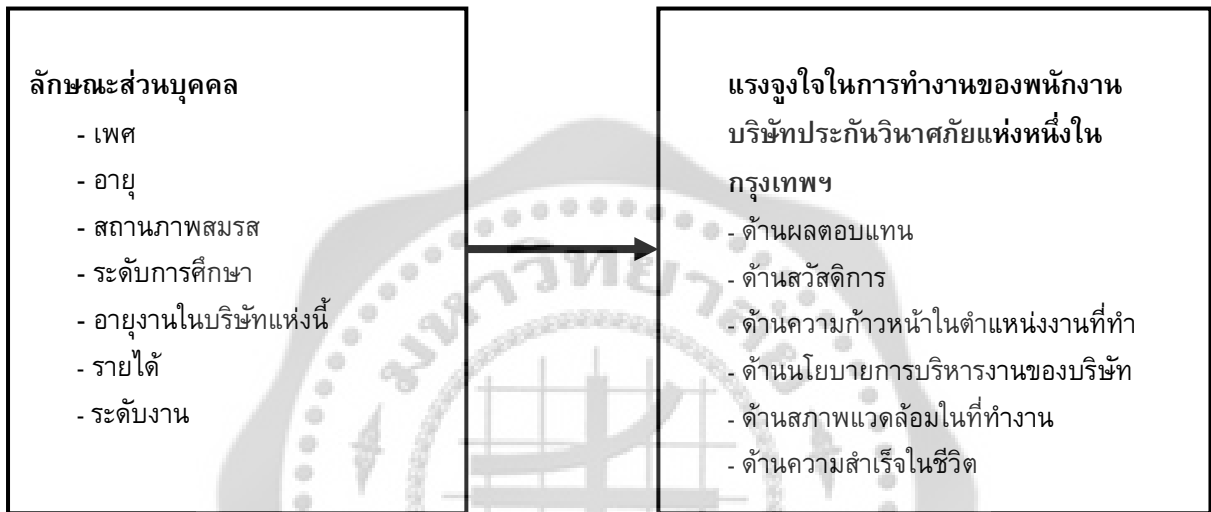 ลักษณะส่วนบุคคล
- เพศ
- อายุ
- สถานภาพสมรส
- ระดับการศึกษา
- อายุงานในบริษัทแห่งนี้
- รายได้
- ระดับงาน
แรงจูงใจในการทำงานของพนักงาน
บริษัทประกันวินาศภัยแห่งหนึ่งใน
กรุงเทพฯ
- ด้านผลตอบแทน
- ด้านสวัสดิการ
- ด้านความก้าวหน้าในตำแหน่งงานที่ทำ
- ด้านนโยบายการบริหารงานของบริษัท
- ด้านสภาพแวดล้อมในที่ทำงาน
- ด้านความสำเร็จในชีวิต
มหาวิทยาลัย